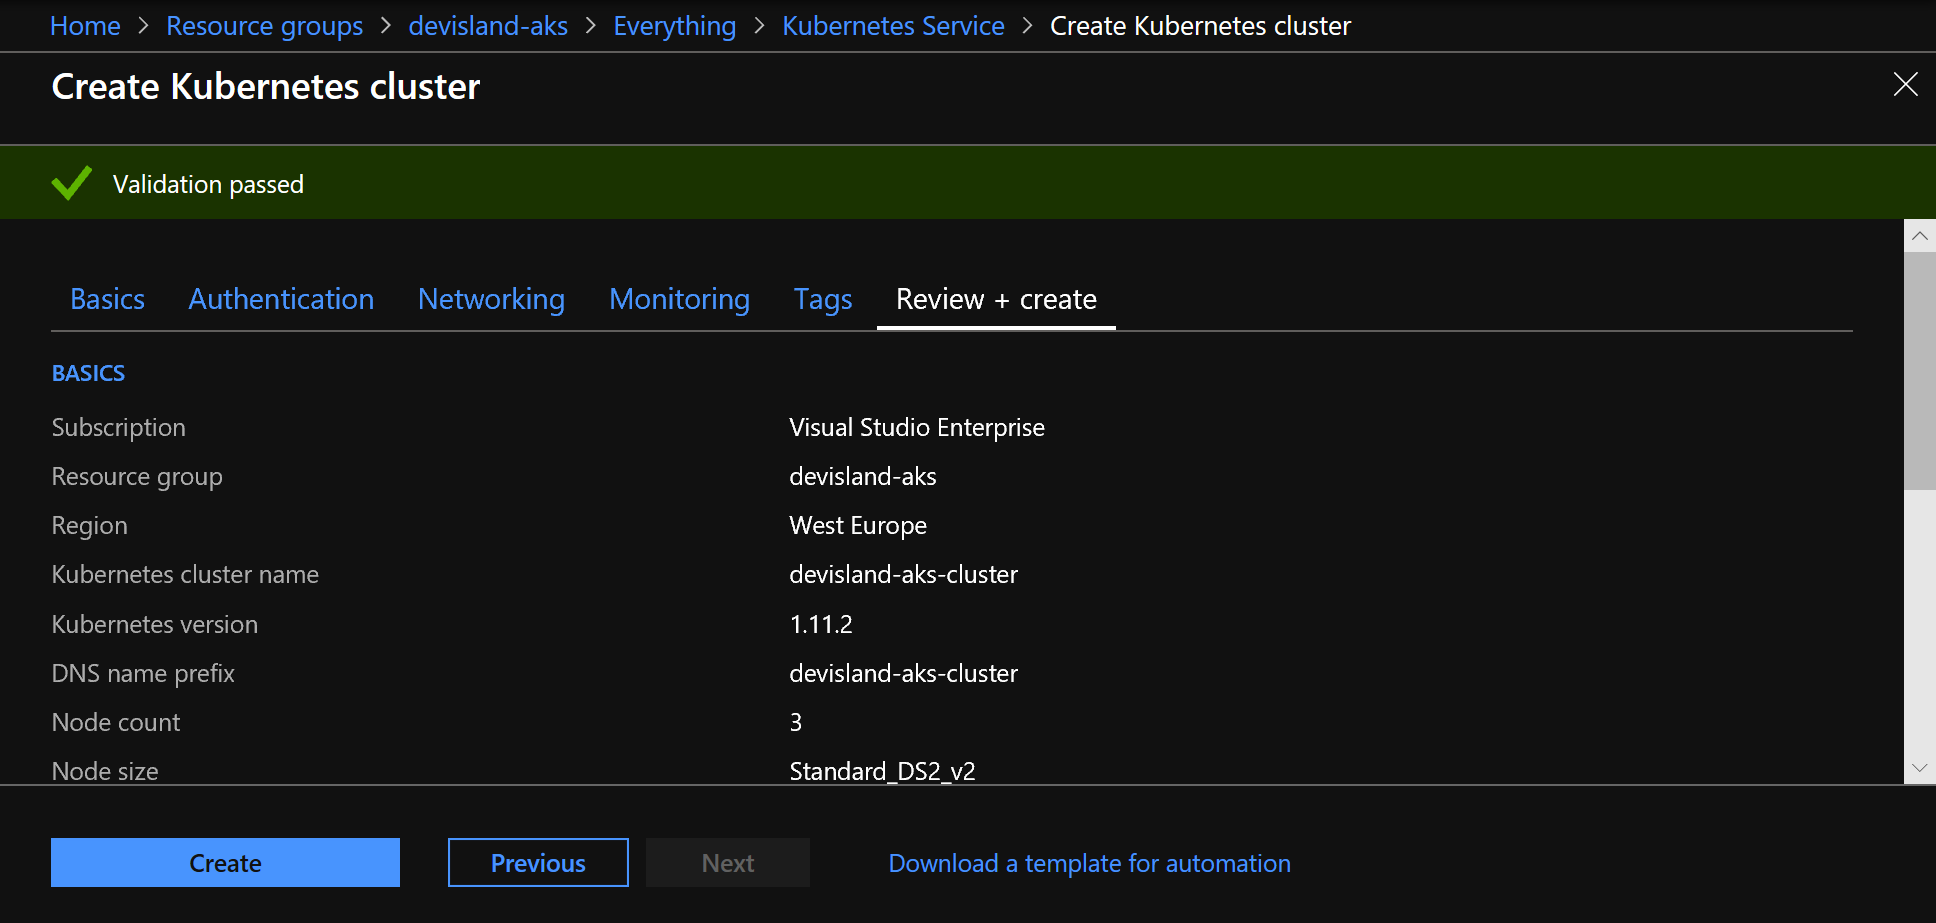 Home > Resource groups > devisland-aks > Everything > Kubernetes Service > Create Kubernetes cluster
Create Kubernetes cluster
Validation passed
Basics Authentication Networking Monitoring Tags Review + create
BASICS
Subscription Visual Studio Enterprise
Resource group devisland-aks
Region West Europe
Kubernetes cluster name devisland-aks-cluster
Kubernetes version 1.11.2
DNS name prefix devisland-aks-cluster
Node count 3
Node size Standard_DS2_v2
Create Previous Next Download a template for automation